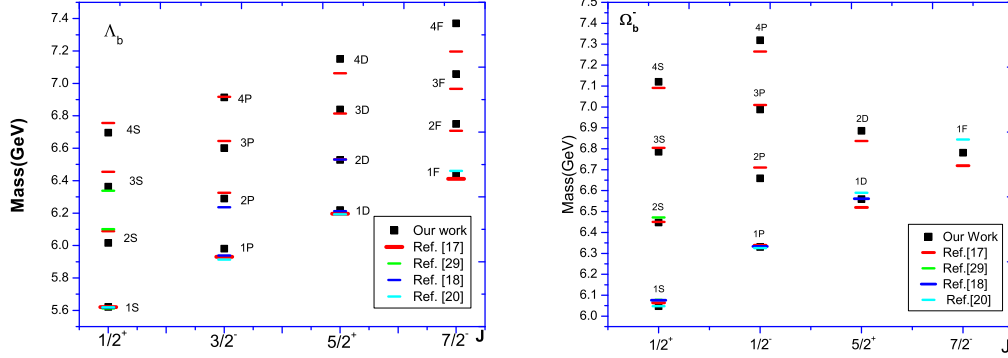 Λb
Mass(GeV)
7.4
7.2
7.0
6.8
6.6
6.4
6.2
6.0
5.8
5.6
4S
3S
2S
1S
4P
3P
2P
1P
4D
3D
2D
1D
4F
3F
2F
1F
Our Work
Ref. [17]
Ref. [29]
Ref. [18]
Ref. [20]
1/2⁺ 3/2⁻ 5/2⁺ 7/2⁻ J
Ωb⁻
Mass(GeV)
7.5
7.4
7.3
7.2
7.1
7.0
6.9
6.8
6.7
6.6
6.5
6.4
6.3
6.2
6.1
6.0
4S
3S
2S
1S
4P
3P
2P
1P
2D
1D
1F
Our Work
Ref.[17]
Ref.[29]
Ref.[18]
Ref.[20]
1/2⁺ 1/2⁻ 5/2⁺ 7/2⁻ J